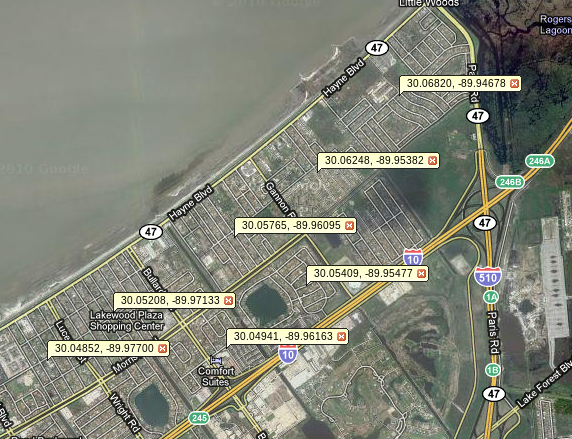 Little Woods
Rogers
Lagoon
47
Hayne Blvd
Paris Rd
30.06820, -89.94678
47
2010 Google
30.06248, -89.95382
246A
246B
Gannon Rd
Hayne Blvd
47
30.05765, -89.96095
47
10
30.05409, -89.95477
510
1A
30.05208, -89.97133
Lakewood Plaza
Shopping Center
Paris Rd
30.04941, -89.96163
30.04852, -89.97700
10
Comfort
Suites
1B
47
Lake Forest Blvd
Wright Rd
245